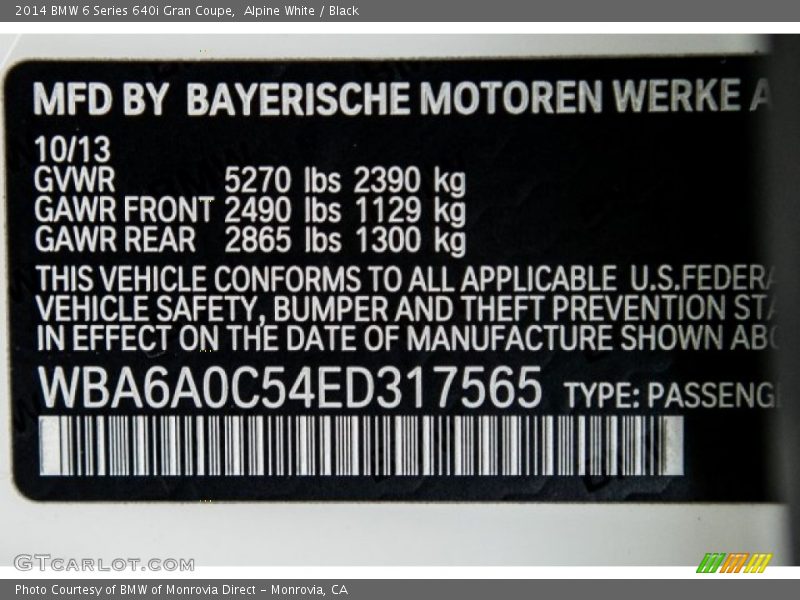 2014 BMW 6 Series 640i Gran Coupe,  Alpine White / Black
MFD BY BAYERISCHE MOTOREN WERKE
10/13
GVWR 5270 lbs 2390 kg
GAWR FRONT 2490 lbs 1129 kg
GAWR REAR 2865 lbs 1300 kg
THIS VEHICLE CONFORMS TO ALL APPLICABLE U.S.FEDERA
VEHICLE SAFETY, BUMPER AND THEFT PREVENTION STA
IN EFFECT ON THE DATE OF MANUFACTURE SHOWN ABO
WBA6A0C54ED317565 TYPE: PASSENG
GTCARLOT.COM
Photo Courtesy of BMW of Monrovia Direct - Monrovia, CA